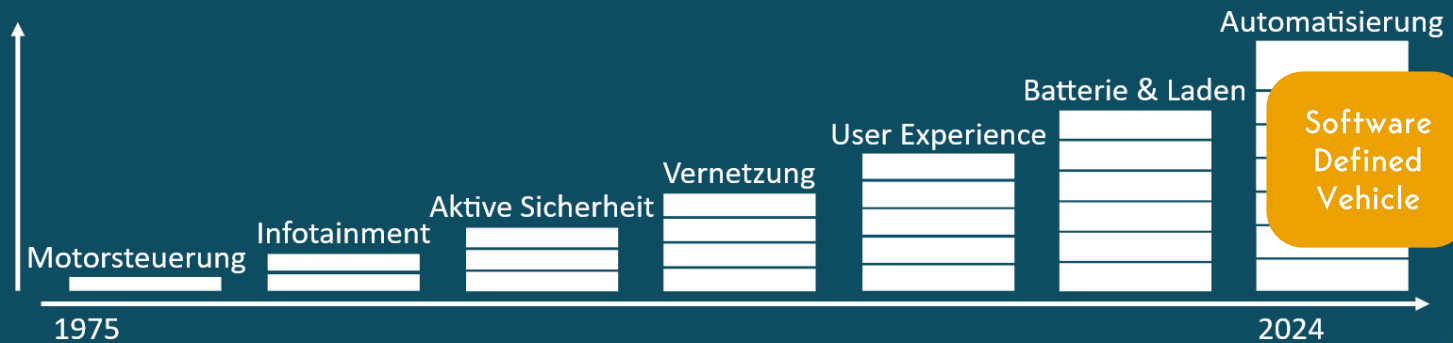 Motorsteuerung
Infotainment
Aktive Sicherheit
Vernetzung
User Experience
Batterie & Laden
Automatisierung
Software
Defined
Vehicle
1975
2024